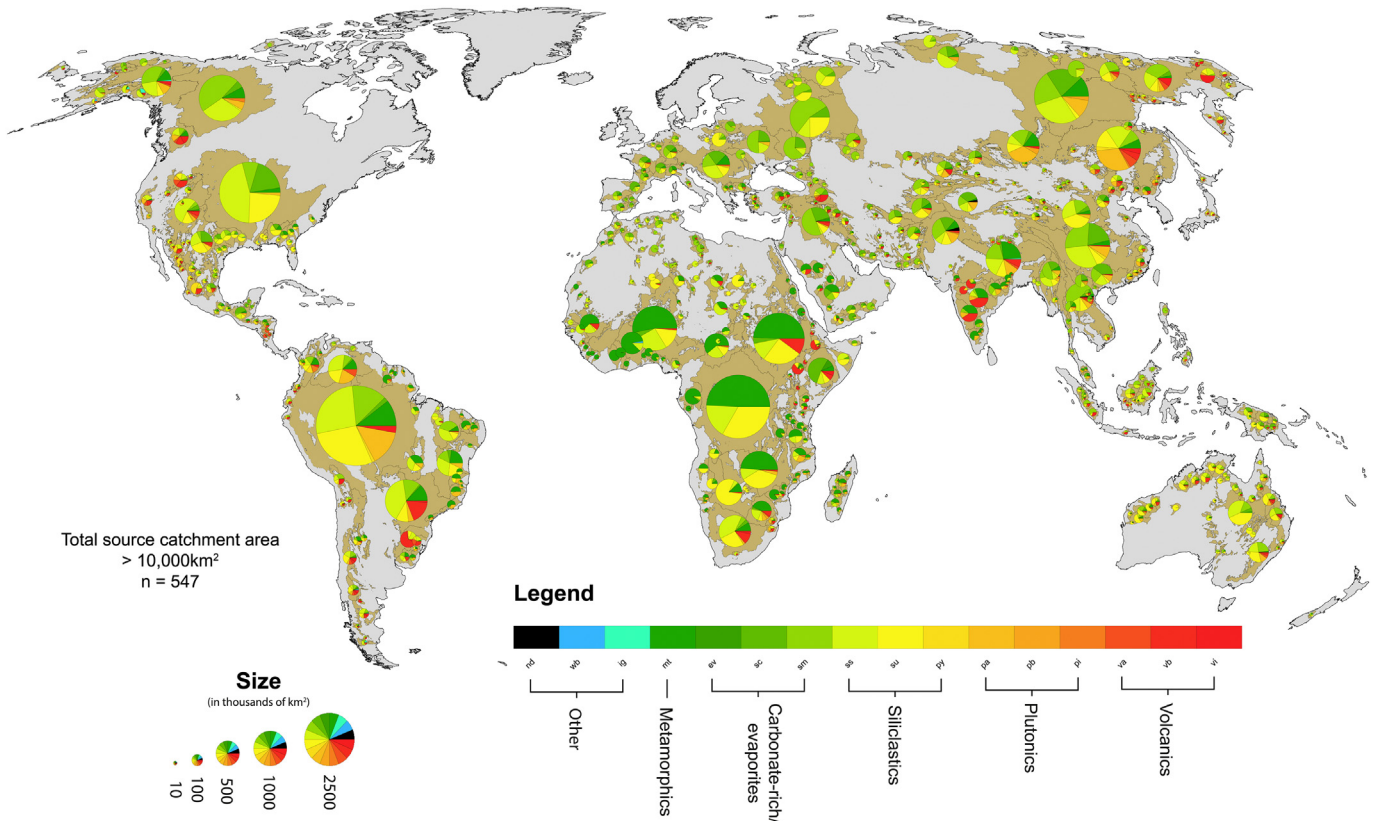 Total source catchment area
> 10,000km²
n = 547
Legend
nd wb ig mt ev sc sm ss su py pa pb pi va vb vi
Other
Metamorphics
Carbonate-rich/
evaporites
Siliclastics
Plutonics
Volcanics
Size
(in thousands of km²)
10 100 500 1000 2500